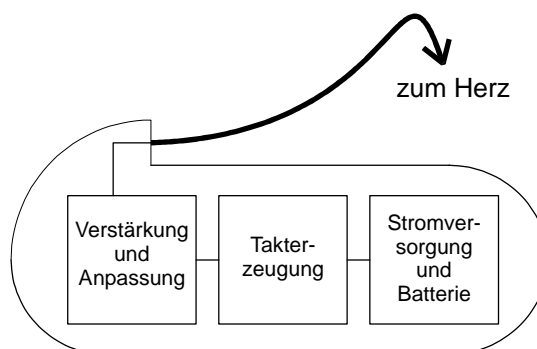 zum Herz
Verstärkung
und
Anpassung
Takter-
zeugung
Stromver-
sorgung
und
Batterie